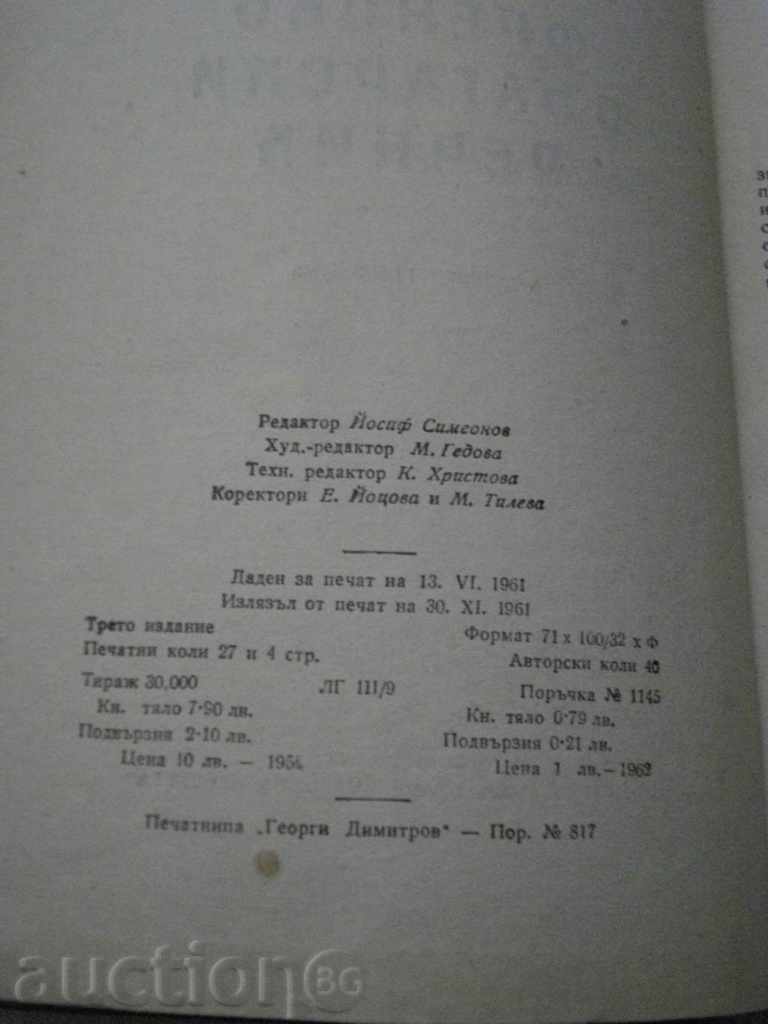 Редактор Йосиф Симеонов
Худ.-редактор М. Гедова
Техн. редактор К. Христова
Коректори Е. Йоцова и М. Тилева
Даден за печат на 13. VI. 1961
Излязъл от печат на 30. XI. 1961
Трето издание Формат 71 х 100/32 х Ф
Печатни коли 27 и 4 стр. Авторски коли 40
Тираж 30.000 ЛГ 111/9 Поръчка № 1145
Кн. тяло 7·90 лв. Кн. тяло 0·79 лв.
Подвързия 2·10 лв. Подвързия 0·21 лв.
Цена 10 лв. — 1954 Цена 1 лв.—1962
Печатница „Георги Димитров" — Пор. № 817
auction BG